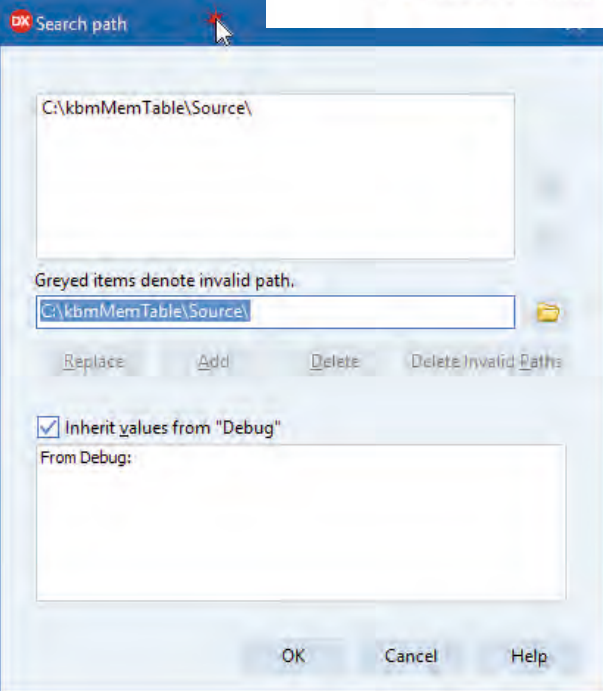 DX Search path
C:\kbmMemTable\Source\
Greyed items denote invalid path.
C:\kbmMemTable\Source\
Replace Add Delete Delete Invalid Paths
Inherit values from "Debug"
From Debug:
OK Cancel Help